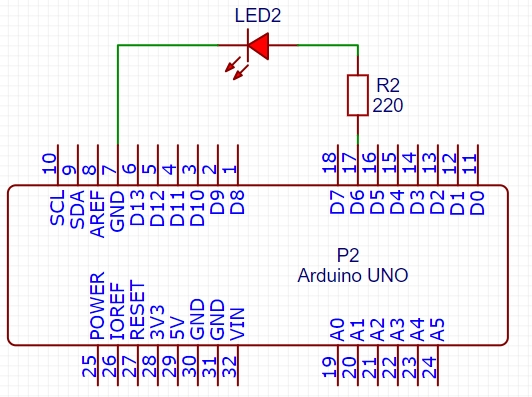 LED2
R2
220
10 9 8 7 6 5 4 3 2 1 18 17 16 15 14 13 12 11
SCL SDA AREF GND D13 D12 D11 D10 D9 D8 D7 D6 D5 D4 D3 D2 D1 D0
P2
Arduino UNO
POWER IOREF RESET 3V3 5V GND GND VIN A0 A1 A2 A3 A4 A5
25 26 27 28 29 30 31 32 19 20 21 22 23 24